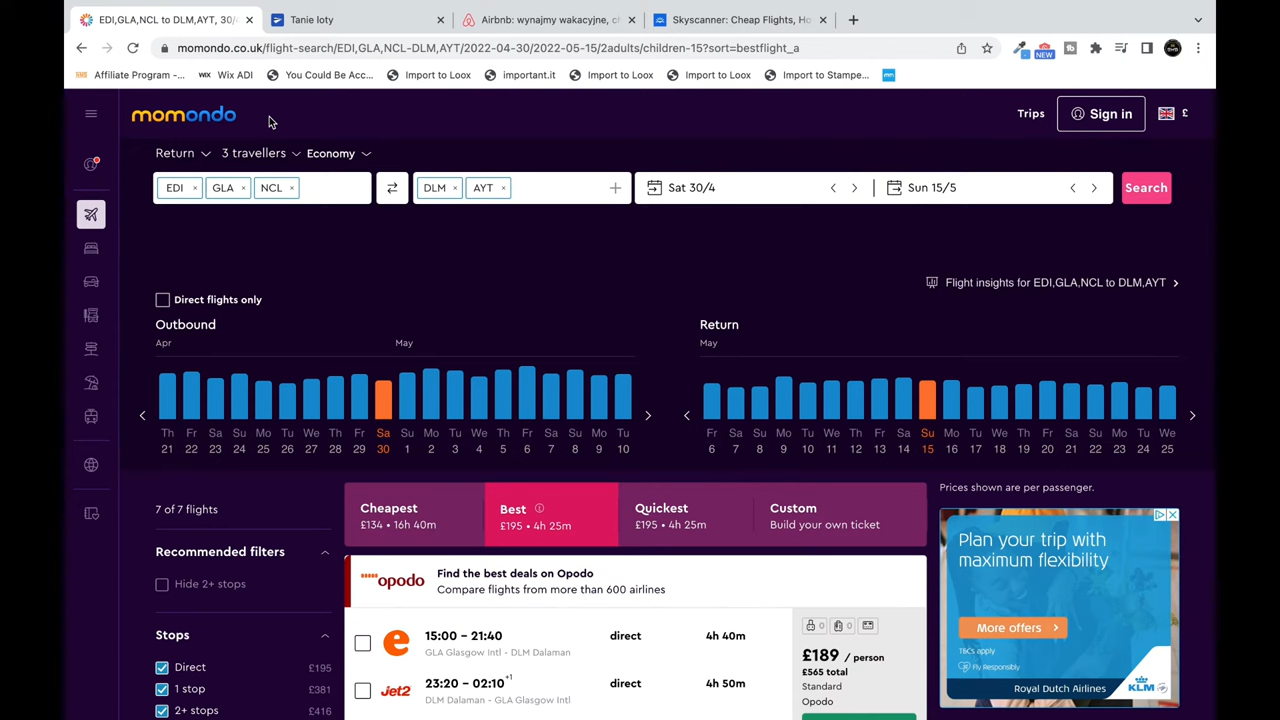 EDI,GLA,NCL to DLM,AYT, 30/
Tanie loty
Airbnb: wynajmy wakacyjne, c
Skyscanner: Cheap Flights, Ho
momondo.co.uk/flight-search/EDI,GLA,NCL-DLM,AYT/2022-04-30/2022-05-15/2adults/children-15?sort=bestflight_a
NEW
Affiliate Program -...
WIX Wix ADI
You Could Be Acc...
Import to Loox
important.it
Import to Loox
Import to Loox
Import to Stampe...
momondo
Trips
Sign in
£
Return
3 travellers
Economy
EDI × GLA × NCL ×
DLM × AYT × +
Sat 30/4
Sun 15/5
Search
Flight insights for EDI,GLA,NCL to DLM,AYT
Direct flights only
Outbound
Return
Apr
May
May
Th Fr Sa Su Mo Tu We Th Fr Sa Su Mo Tu We Th Fr Sa Su Mo Tu
21 22 23 24 25 26 27 28 29 30 1 2 3 4 5 6 7 8 9 10
Fr Sa Su Mo Tu We Th Fr Sa Su Mo Tu We Th Fr Sa Su Mo Tu We
6 7 8 9 10 11 12 13 14 15 16 17 18 19 20 21 22 23 24 25
7 of 7 flights
Recommended filters
Hide 2+ stops
Stops
Direct £195
1 stop £381
2+ stops £416
Cheapest
£134 • 16h 40m
Best
£195 • 4h 25m
Quickest
£195 • 4h 25m
Custom
Build your own ticket
opodo
Find the best deals on Opodo
Compare flights from more than 600 airlines
e
15:00 – 21:40 direct 4h 40m
GLA Glasgow Intl - DLM Dalaman
Jet2
23:20 – 02:10 +1 direct 4h 50m
DLM Dalaman - GLA Glasgow Intl
0 0
£189 / person
£565 total
Standard
Opodo
Prices shown are per passenger.
Plan your trip with
maximum flexibility
More offers
T&Cs apply
Fly Responsibly
Royal Dutch Airlines
KLM